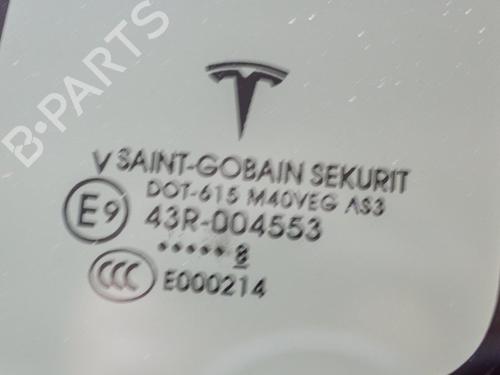 B-PARTS
V SAINT-GOBAIN SEKURIT
DOT-615 M40VEG AS3
E9 43R-004553
..... 8
CCC E000214